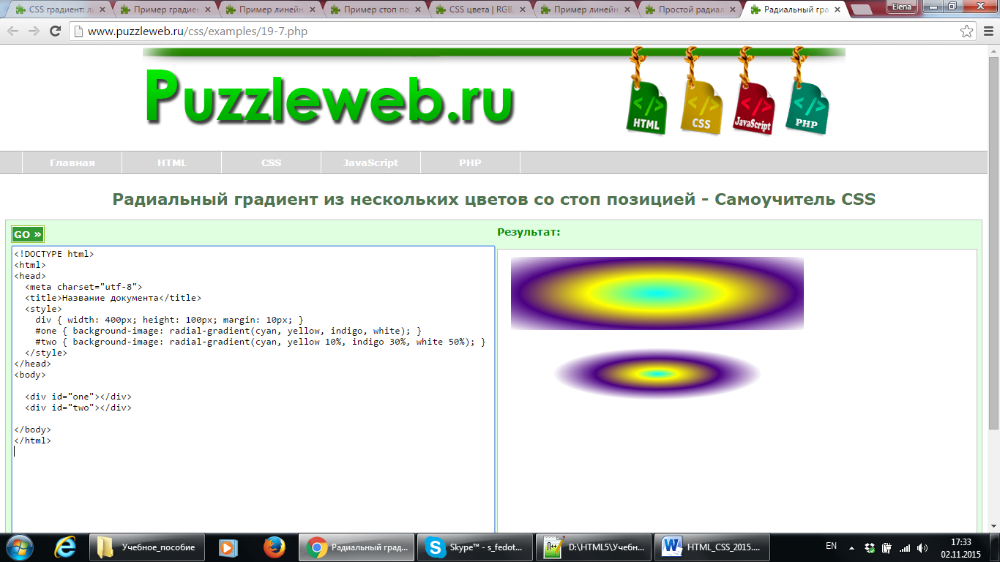 CSS градиент: л
Пример градиен
Пример линейн
Пример стоп по
CSS цвета | RGB,
Пример линейн
Простой радиал
Радиальный гра
Elena
www.puzzleweb.ru/css/examples/19-7.php
Puzzleweb.ru
</> HTML
</> CSS
</> JavaScript
</> PHP
Главная
HTML
CSS
JavaScript
PHP
Радиальный градиент из нескольких цветов со стоп позицией - Самоучитель CSS
GO »
Результат:
<!DOCTYPE html>
<html>
<head>
  <meta charset="utf-8">
  <title>Название документа</title>
  <style>
    div { width: 400px; height: 100px; margin: 10px; }
    #one { background-image: radial-gradient(cyan, yellow, indigo, white); }
    #two { background-image: radial-gradient(cyan, yellow 10%, indigo 30%, white 50%); }
  </style>
</head>
<body>
  <div id="one"></div>
  <div id="two"></div>
</body>
</html>
Учебное_пособие
Радиальный град...
Skype™ - s_fedot...
D:\HTML5\Учебн...
HTML_CSS_2015....
EN
17:33
02.11.2015